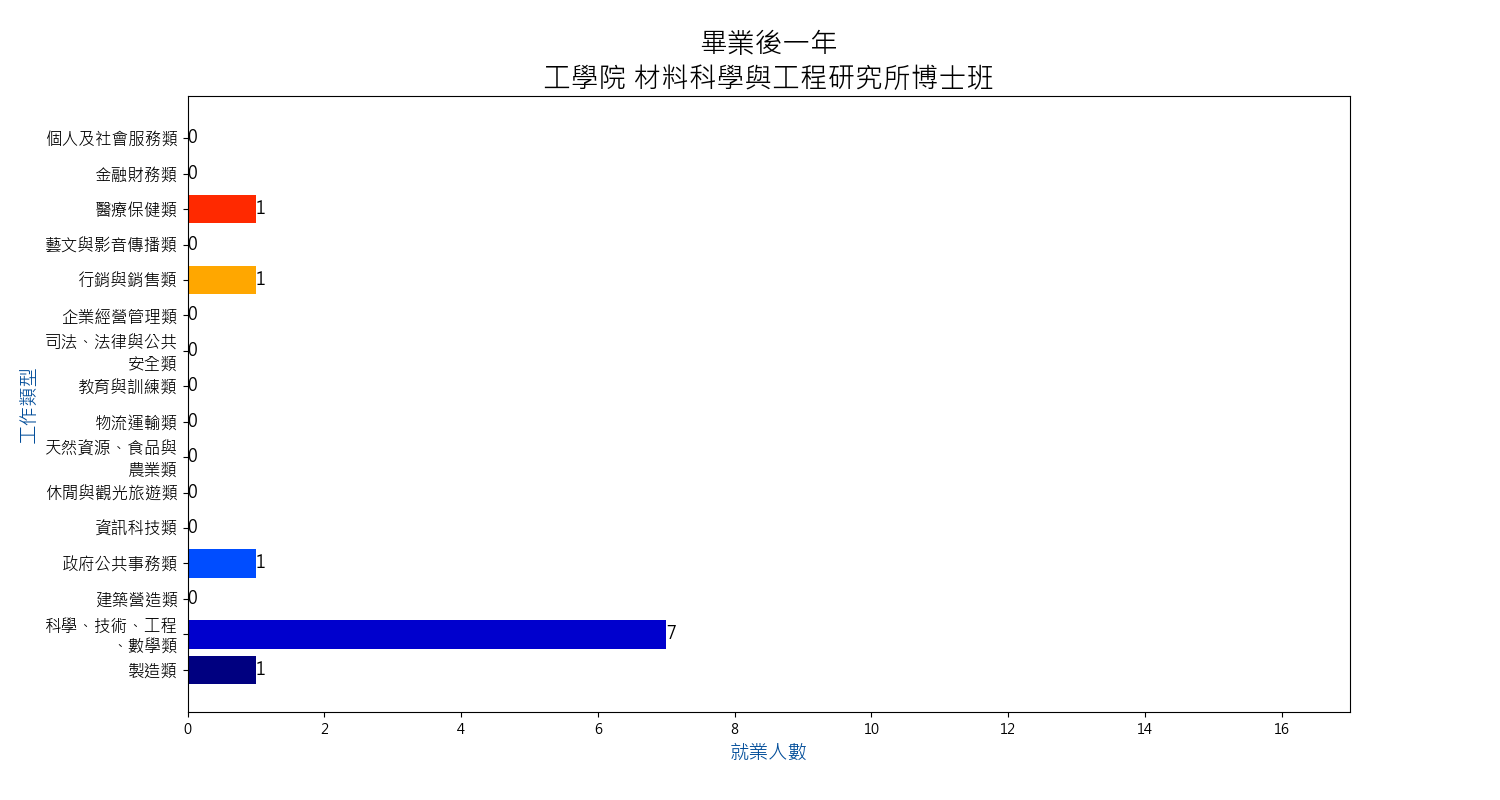 畢業後一年
工學院 材料科學與工程研究所博士班
個人及社會服務類 0
金融財務類 0
醫療保健類 1
藝文與影音傳播類 0
行銷與銷售類 1
企業經營管理類 0
司法、法律與公共
安全類 0
教育與訓練類 0
物流運輸類 0
天然資源、食品與
農業類 0
休閒與觀光旅遊類 0
資訊科技類 0
政府公共事務類 1
建築營造類 0
科學、技術、工程
、數學類 7
製造類 1
工作類型
0 2 4 6 8 10 12 14 16
就業人數